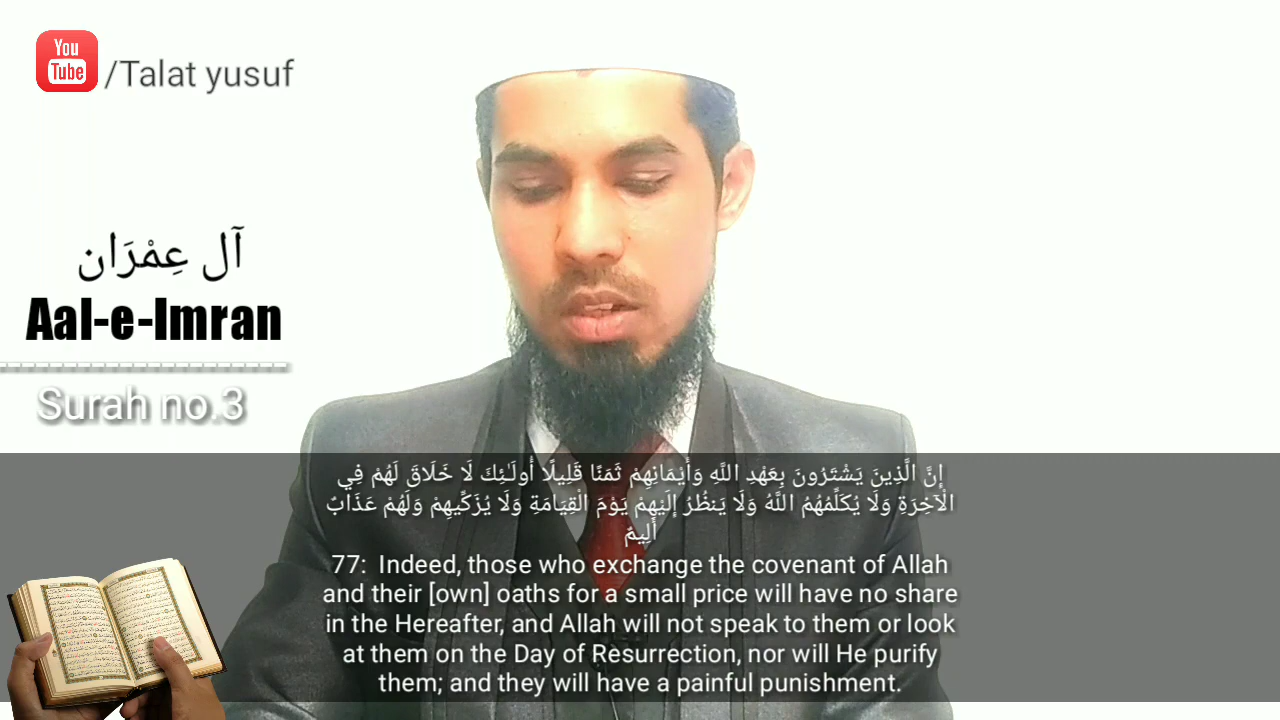 You
Tube
/Talat yusuf
آل عِمْرَان
Aal-e-Imran
Surah no.3
إِنَّ الَّذِينَ يَشْتَرُونَ بِعَهْدِ اللَّهِ وَأَيْمَانِهِمْ ثَمَنًا قَلِيلًا أُولَـٰئِكَ لَا خَلَاقَ لَهُمْ فِي
الْآخِرَةِ وَلَا يُكَلِّمُهُمُ اللَّهُ وَلَا يَنظُرُ إِلَيْهِمْ يَوْمَ الْقِيَامَةِ وَلَا يُزَكِّيهِمْ وَلَهُمْ عَذَابٌ
أَلِيمٌ
77: Indeed, those who exchange the covenant of Allah
and their [own] oaths for a small price will have no share
in the Hereafter, and Allah will not speak to them or look
at them on the Day of Resurrection, nor will He purify
them; and they will have a painful punishment.